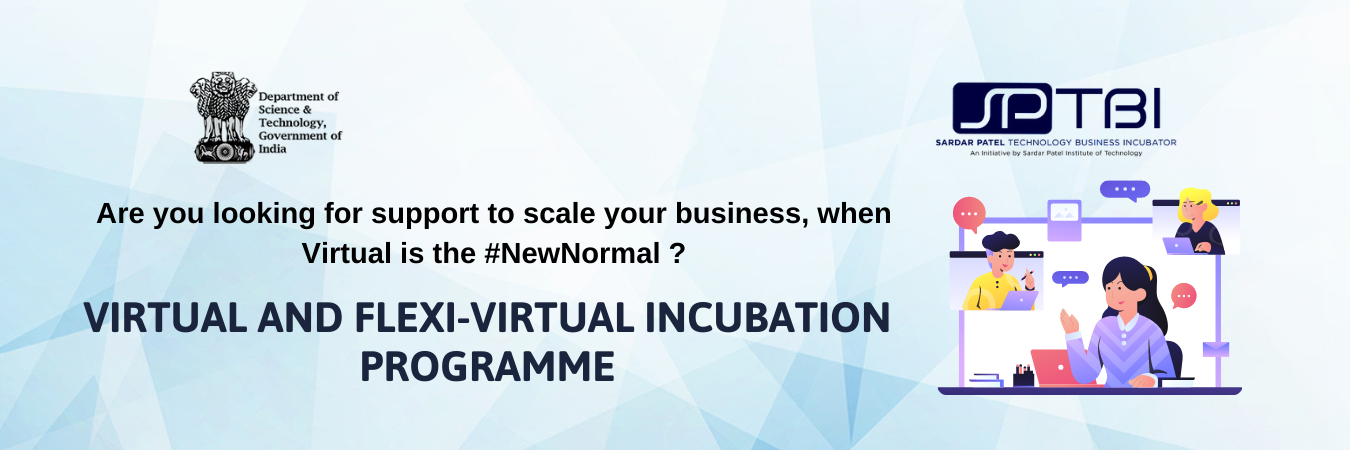 Department of
Science &
Technology,
Government of
India
SPTBI
SARDAR PATEL TECHNOLOGY BUSINESS INCUBATOR
An Initiative by Sardar Patel Institute of Technology
Are you looking for support to scale your business, when
Virtual is the #NewNormal ?
VIRTUAL AND FLEXI-VIRTUAL INCUBATION
PROGRAMME